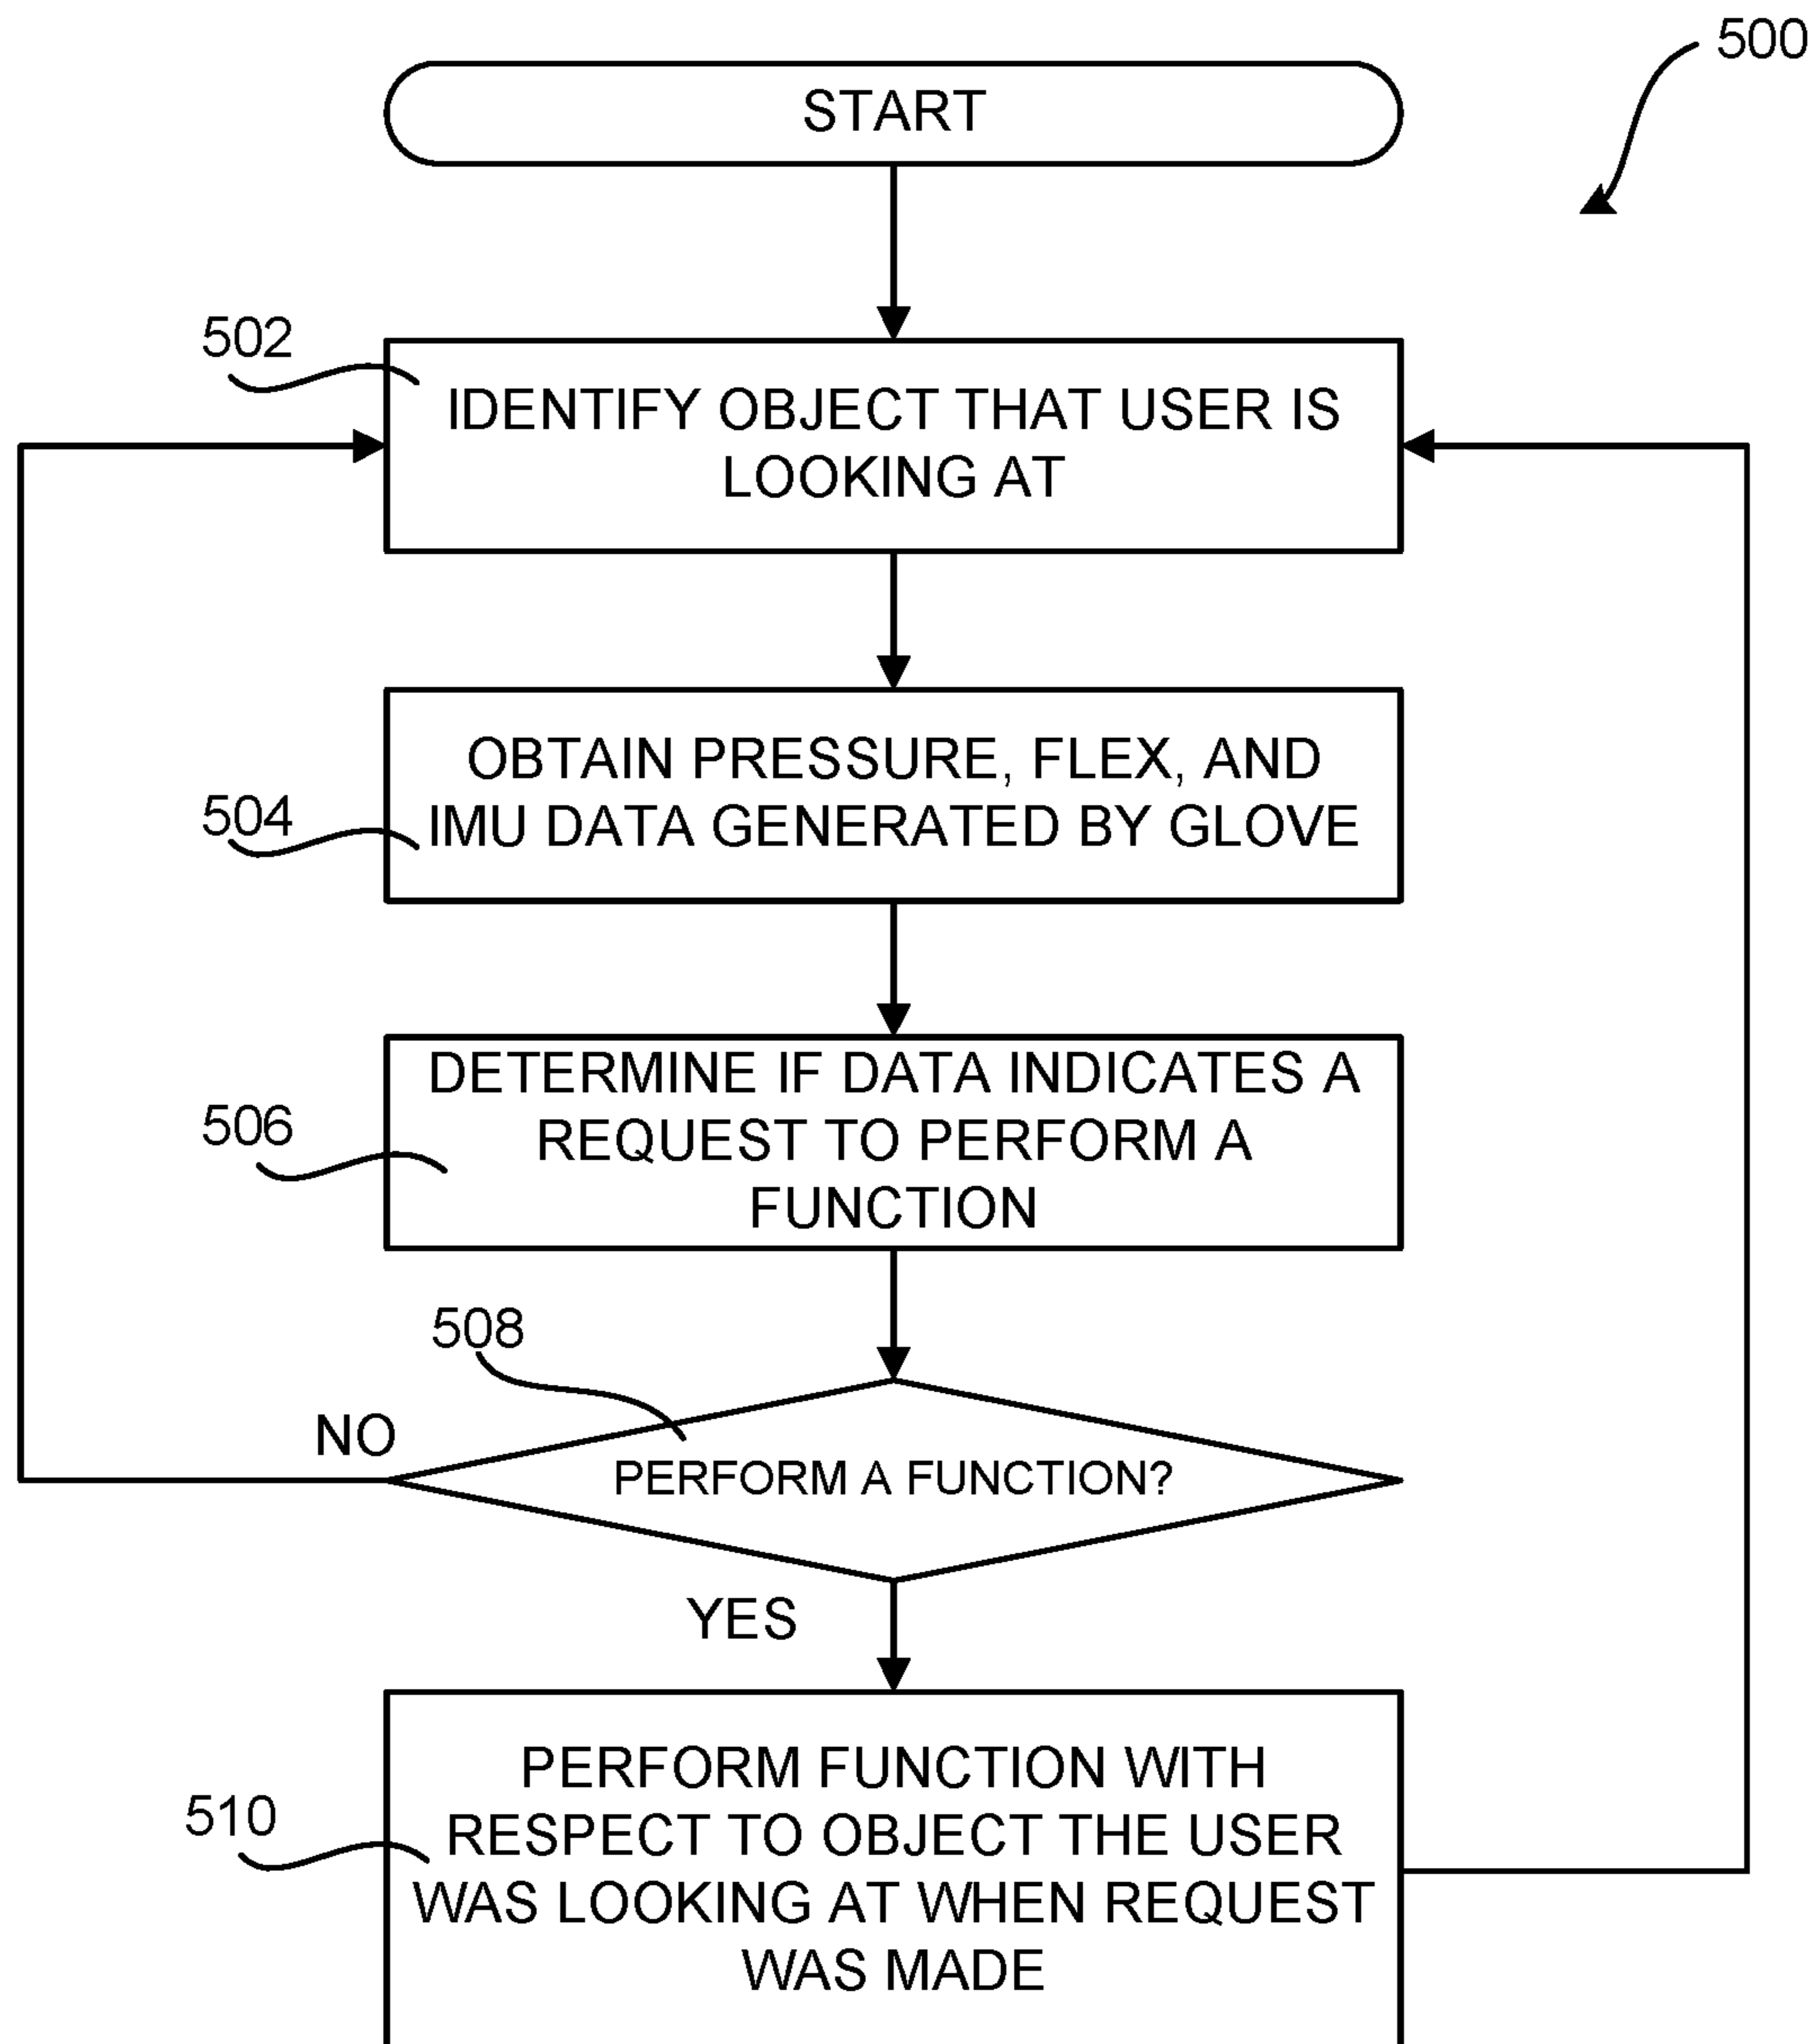 500
START
502
IDENTIFY OBJECT THAT USER IS
LOOKING AT
OBTAIN PRESSURE, FLEX, AND
504
IMU DATA GENERATED BY GLOVE
DETERMINE IF DATA INDICATES A
506
REQUEST TO PERFORM A
FUNCTION
508
NO
PERFORM A FUNCTION?
YES
PERFORM FUNCTION WITH
510
RESPECT TO OBJECT THE USER
WAS LOOKING AT WHEN REQUEST
WAS MADE